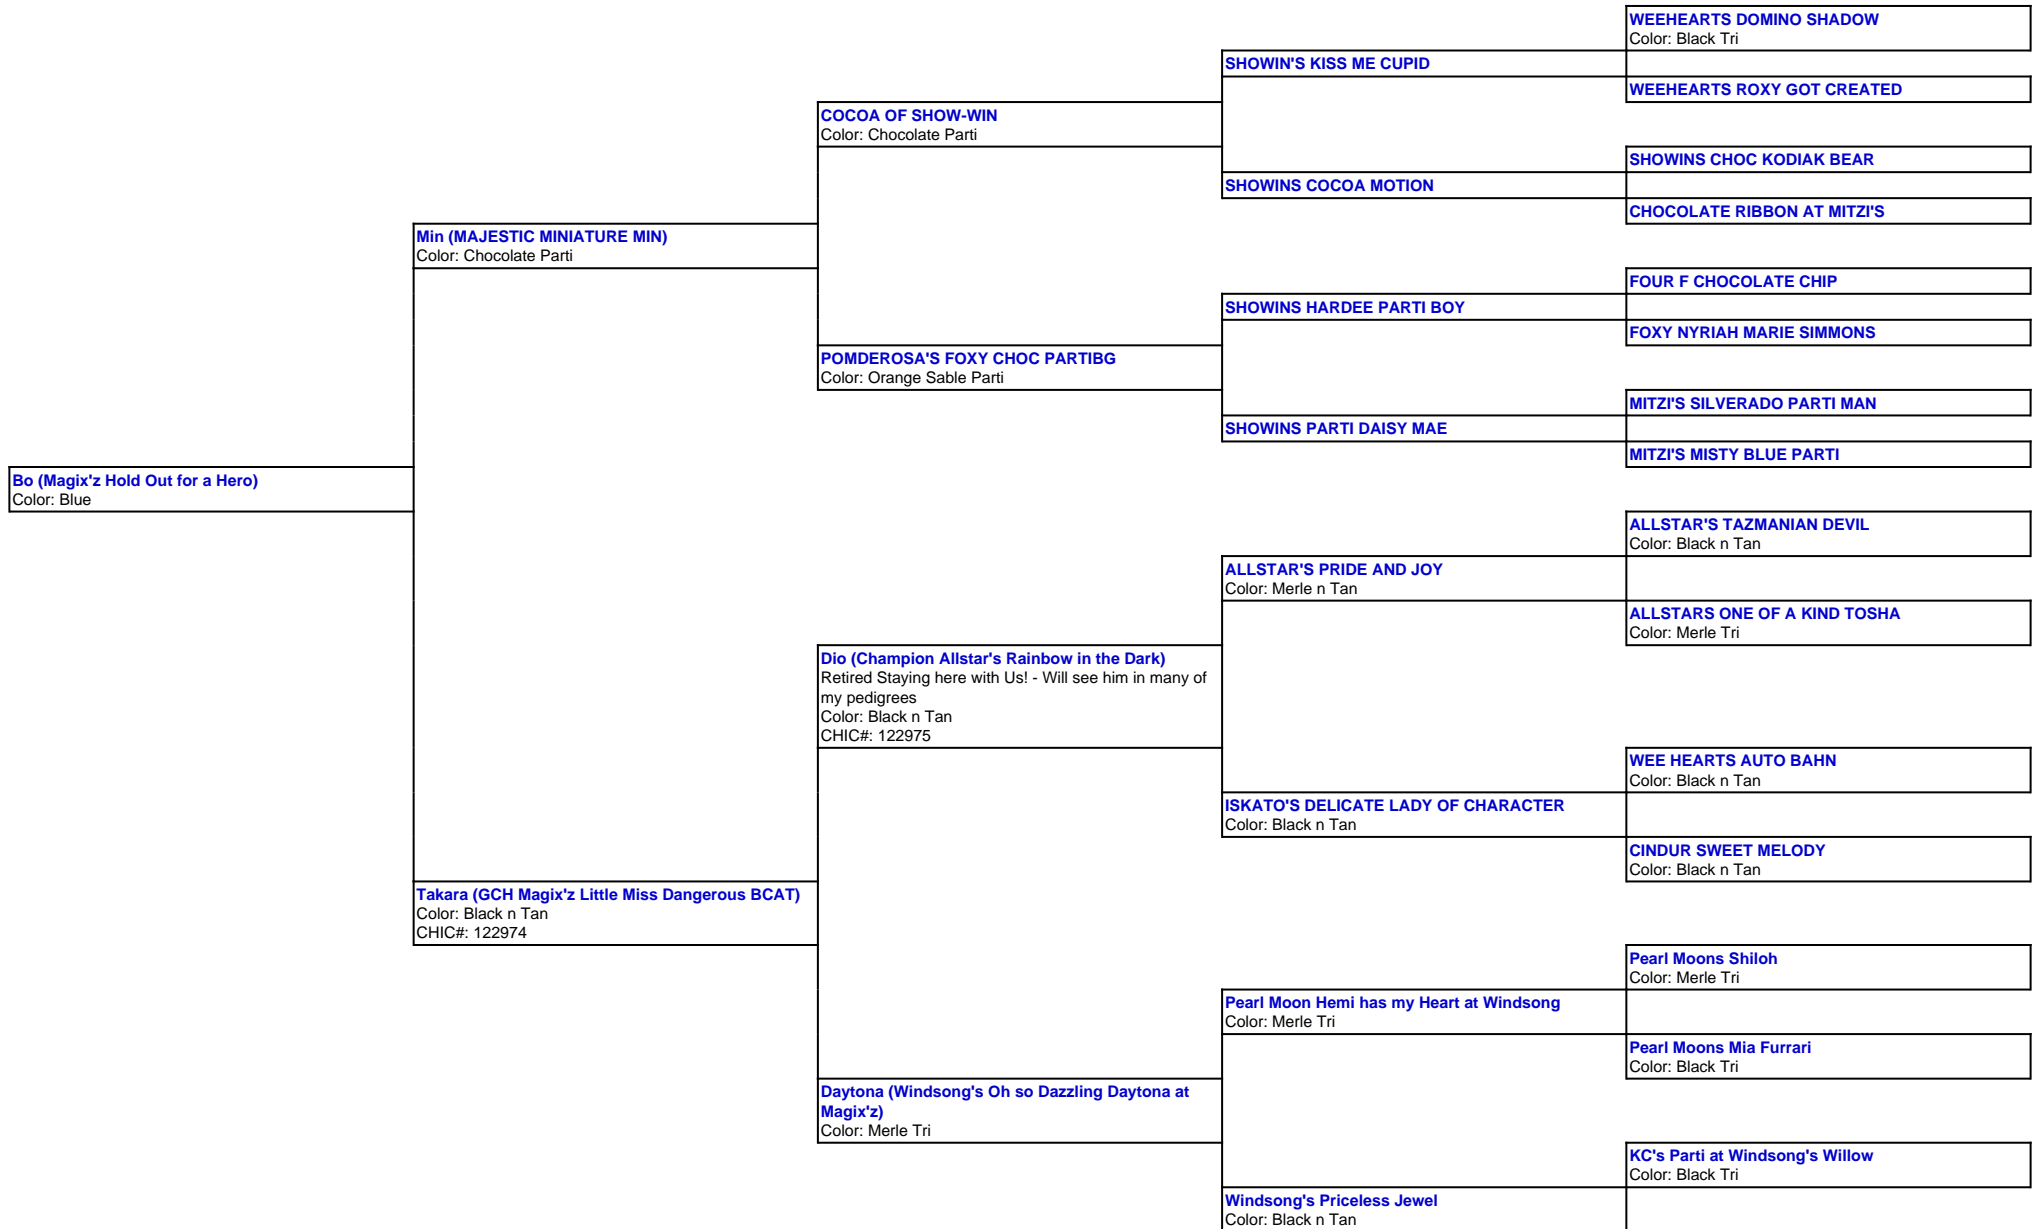 WEEHEARTS DOMINO SHADOW
Color: Black Tri
SHOWIN'S KISS ME CUPID
WEEHEARTS ROXY GOT CREATED
COCOA OF SHOW-WIN
Color: Chocolate Parti
SHOWINS CHOC KODIAK BEAR
SHOWINS COCOA MOTION
CHOCOLATE RIBBON AT MITZI'S
Min (MAJESTIC MINIATURE MIN)
Color: Chocolate Parti
FOUR F CHOCOLATE CHIP
SHOWINS HARDEE PARTI BOY
FOXY NYRIAH MARIE SIMMONS
POMDEROSA'S FOXY CHOC PARTIBG
Color: Orange Sable Parti
MITZI'S SILVERADO PARTI MAN
SHOWINS PARTI DAISY MAE
MITZI'S MISTY BLUE PARTI
Bo (Magix'z Hold Out for a Hero)
Color: Blue
ALLSTAR'S TAZMANIAN DEVIL
Color: Black n Tan
ALLSTAR'S PRIDE AND JOY
Color: Merle n Tan
ALLSTARS ONE OF A KIND TOSHA
Color: Merle Tri
Dio (Champion Allstar's Rainbow in the Dark)
Retired Staying here with Us! - Will see him in many of
my pedigrees
Color: Black n Tan
CHIC#: 122975
WEE HEARTS AUTO BAHN
Color: Black n Tan
ISKATO'S DELICATE LADY OF CHARACTER
Color: Black n Tan
CINDUR SWEET MELODY
Color: Black n Tan
Takara (GCH Magix'z Little Miss Dangerous BCAT)
Color: Black n Tan
CHIC#: 122974
Pearl Moons Shiloh
Color: Merle Tri
Pearl Moon Hemi has my Heart at Windsong
Color: Merle Tri
Pearl Moons Mia Furrari
Color: Black Tri
Daytona (Windsong's Oh so Dazzling Daytona at
Magix'z)
Color: Merle Tri
KC's Parti at Windsong's Willow
Color: Black Tri
Windsong's Priceless Jewel
Color: Black n Tan